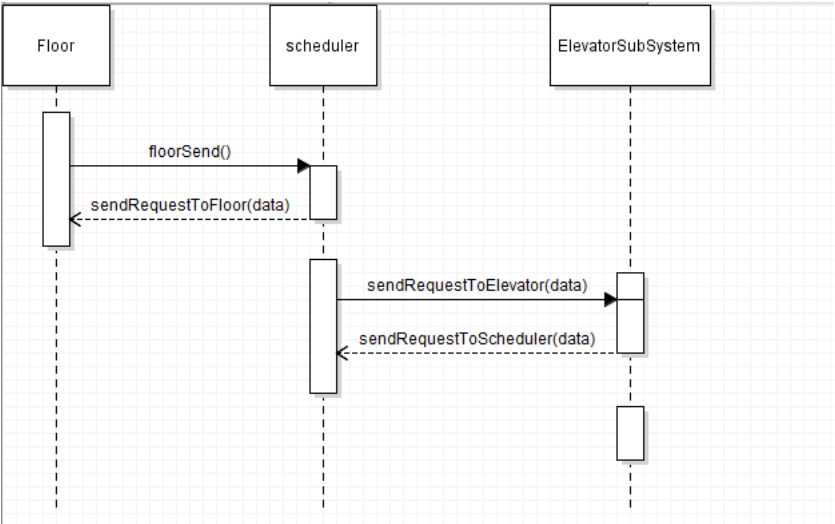 Floor
scheduler
ElevatorSubSystem
floorSend()
sendRequestToFloor(data)
sendRequestToElevator(data)
sendRequestToScheduler(data)